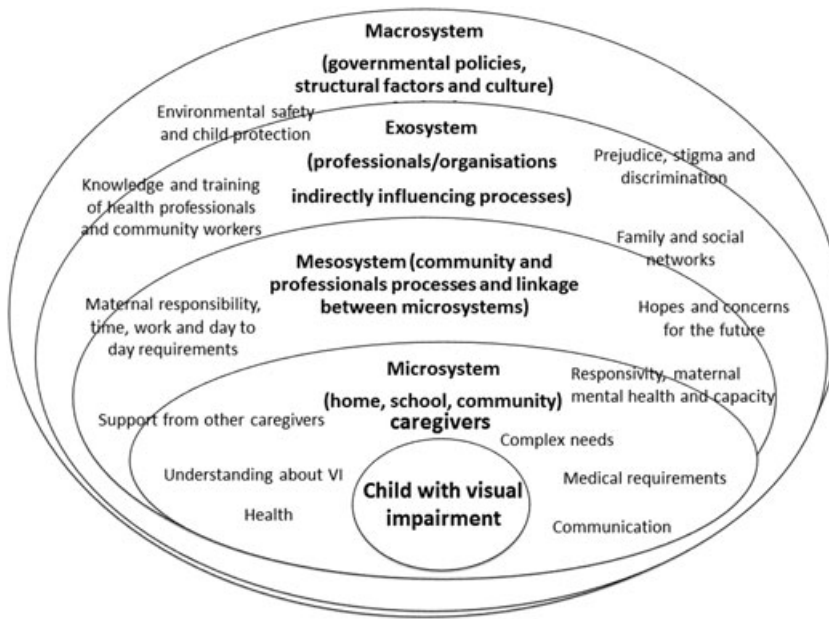 Macrosystem
(governmental policies,
structural factors and culture)
Environmental safety
and child protection
Exosystem
(professionals/organisations
indirectly influencing processes)
Prejudice, stigma and
discrimination
Knowledge and training
of health professionals
and community workers
Family and social
networks
Mesosystem (community and
professionals processes and linkage
between microsystems)
Maternal responsibility,
time, work and day to
day requirements
Hopes and concerns
for the future
Microsystem
(home, school, community)
caregivers
Responsivity, maternal
mental health and capacity
Support from other caregivers
Complex needs
Understanding about VI
Medical requirements
Child with visual
impairment
Health
Communication